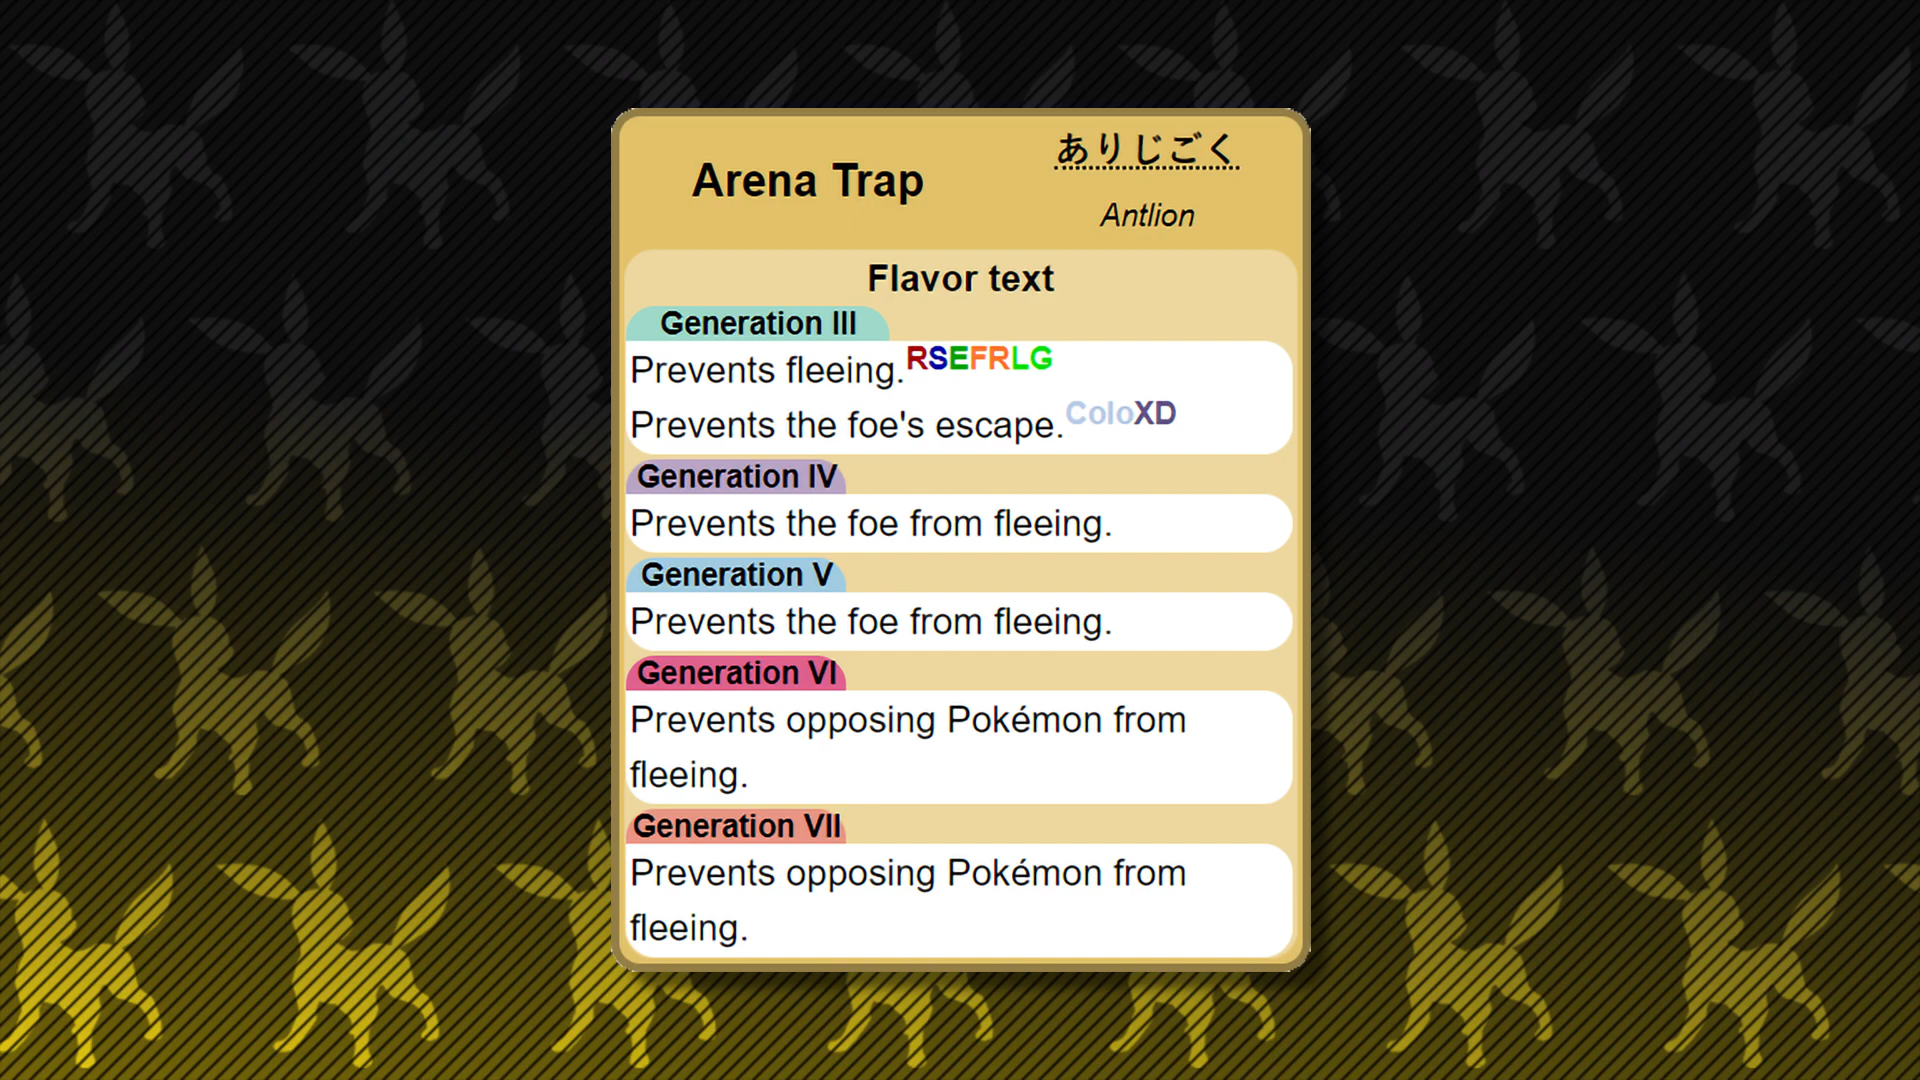 Arena Trap
ありじごく
Antlion
Flavor text
Generation III
Prevents fleeing.RSEFRLG
Prevents the foe's escape.ColoXD
Generation IV
Prevents the foe from fleeing.
Generation V
Prevents the foe from fleeing.
Generation VI
Prevents opposing Pokémon from
fleeing.
Generation VII
Prevents opposing Pokémon from
fleeing.